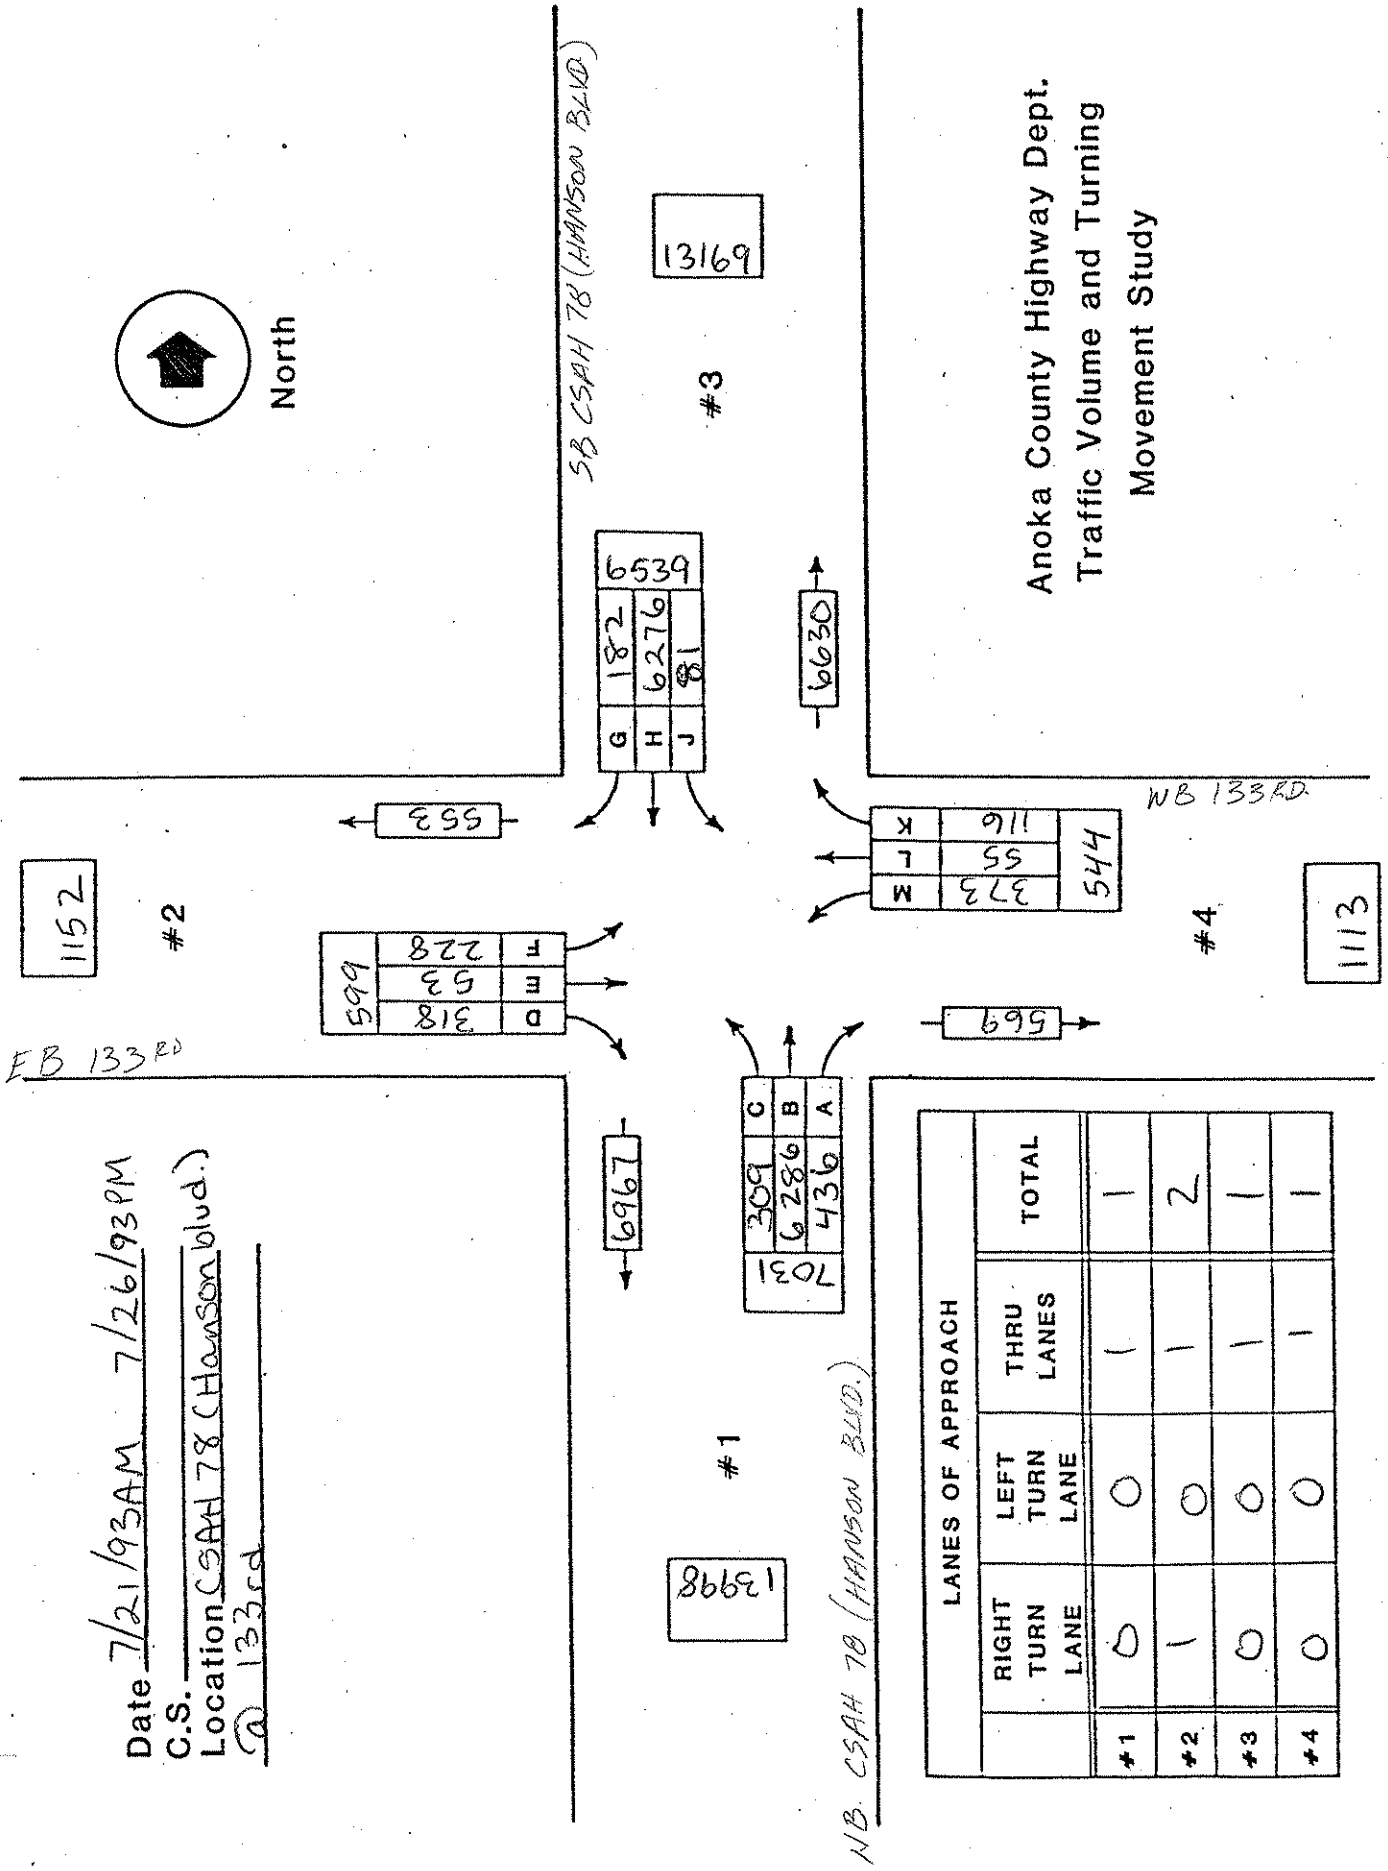 Date 7/21/93AM 7/26/93PM
C.S.
Location CSAH 78 (Hanson blvd.)
@ 133rd
North
EB 133RD
1152
#2
599
318 53 228
D E F
553
SB CSAH 78 (HANSON BLVD.)
G 182
H 6276
J 81
6539
13169
#3
6630
6967
13998
#1
7031
309 C
6286 B
436 A
NB. CSAH 78 (HANSON BLVD.)
569
M L K
373 55 116
544
WB 133RD.
#4
1113
LANES OF APPROACH
RIGHT TURN LANE LEFT TURN LANE THRU LANES TOTAL
#1 0 0 1 1
#2 1 0 1 2
#3 0 0 1 1
#4 0 0 1 1
Anoka County Highway Dept.
Traffic Volume and Turning
Movement Study